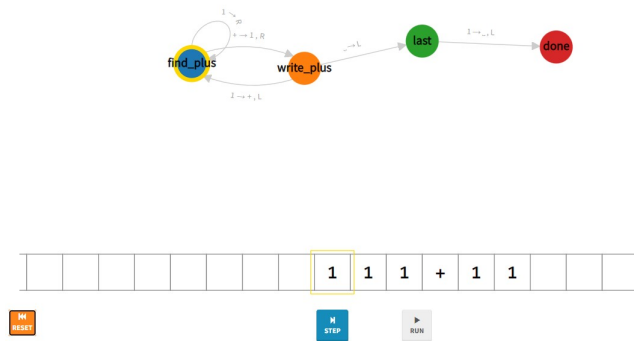 1 → R
+ → 1, R
_ → L
1 → _, L
last
done
find_plus
write_plus
1 → +, L
1 1 1 + 1 1
RESET
STEP
RUN